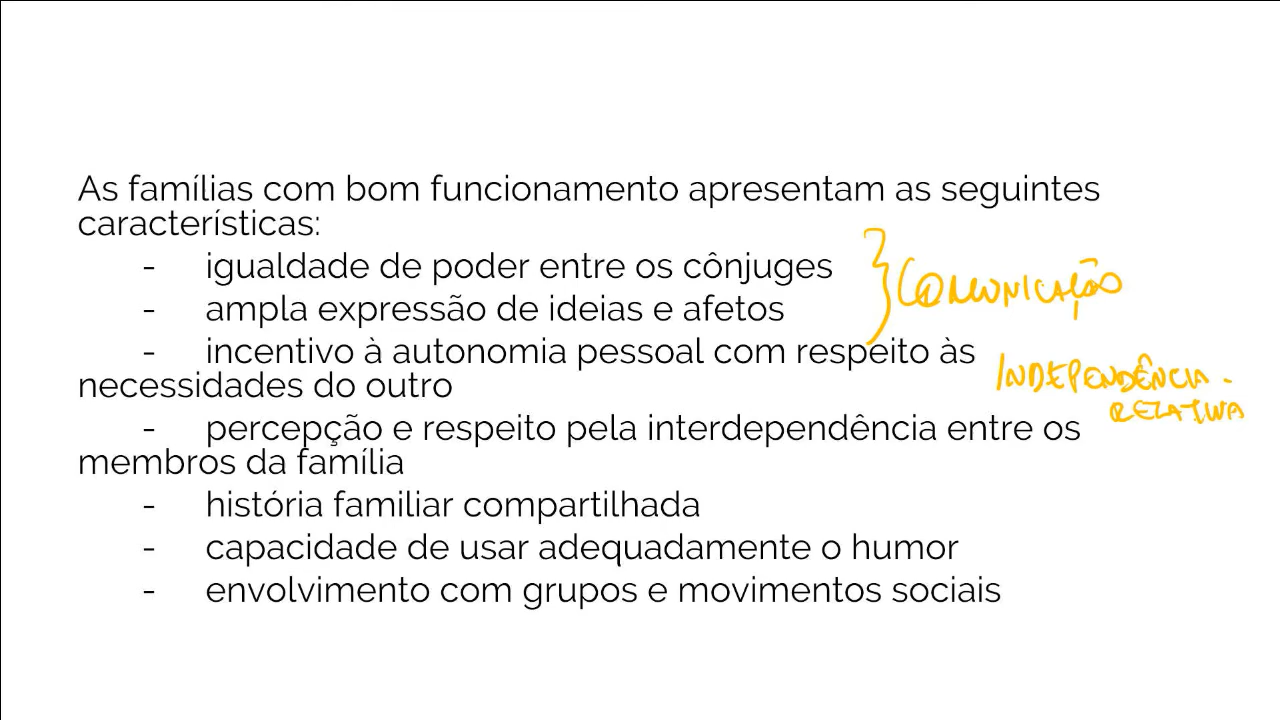 As famílias com bom funcionamento apresentam as seguintes
características:
- igualdade de poder entre os cônjuges
- ampla expressão de ideias e afetos
COMUNICAÇÃO
- incentivo à autonomia pessoal com respeito às
necessidades do outro
INDEPENDÊNCIA
RELATIVA
- percepção e respeito pela interdependência entre os
membros da família
- história familiar compartilhada
- capacidade de usar adequadamente o humor
- envolvimento com grupos e movimentos sociais